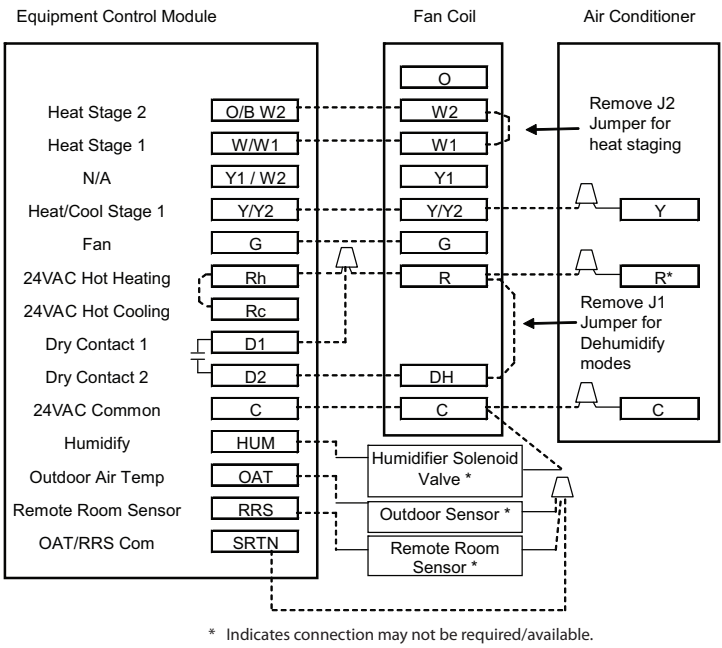 Equipment Control Module Fan Coil Air Conditioner
O
Heat Stage 2 O/B W2 W2
Heat Stage 1 W/W1 W1
Remove J2
Jumper for
heat staging
N/A Y1 / W2 Y1
Heat/Cool Stage 1 Y/Y2 Y/Y2 Y
Fan G G
24VAC Hot Heating Rh R R*
24VAC Hot Cooling Rc
Remove J1
Jumper for
Dehumidify
modes
Dry Contact 1 D1
Dry Contact 2 D2 DH
24VAC Common C C C
Humidify HUM
Humidifier Solenoid
Valve *
Outdoor Air Temp OAT
Outdoor Sensor *
Remote Room Sensor RRS
Remote Room
Sensor *
OAT/RRS Com SRTN
* Indicates connection may not be required/available.